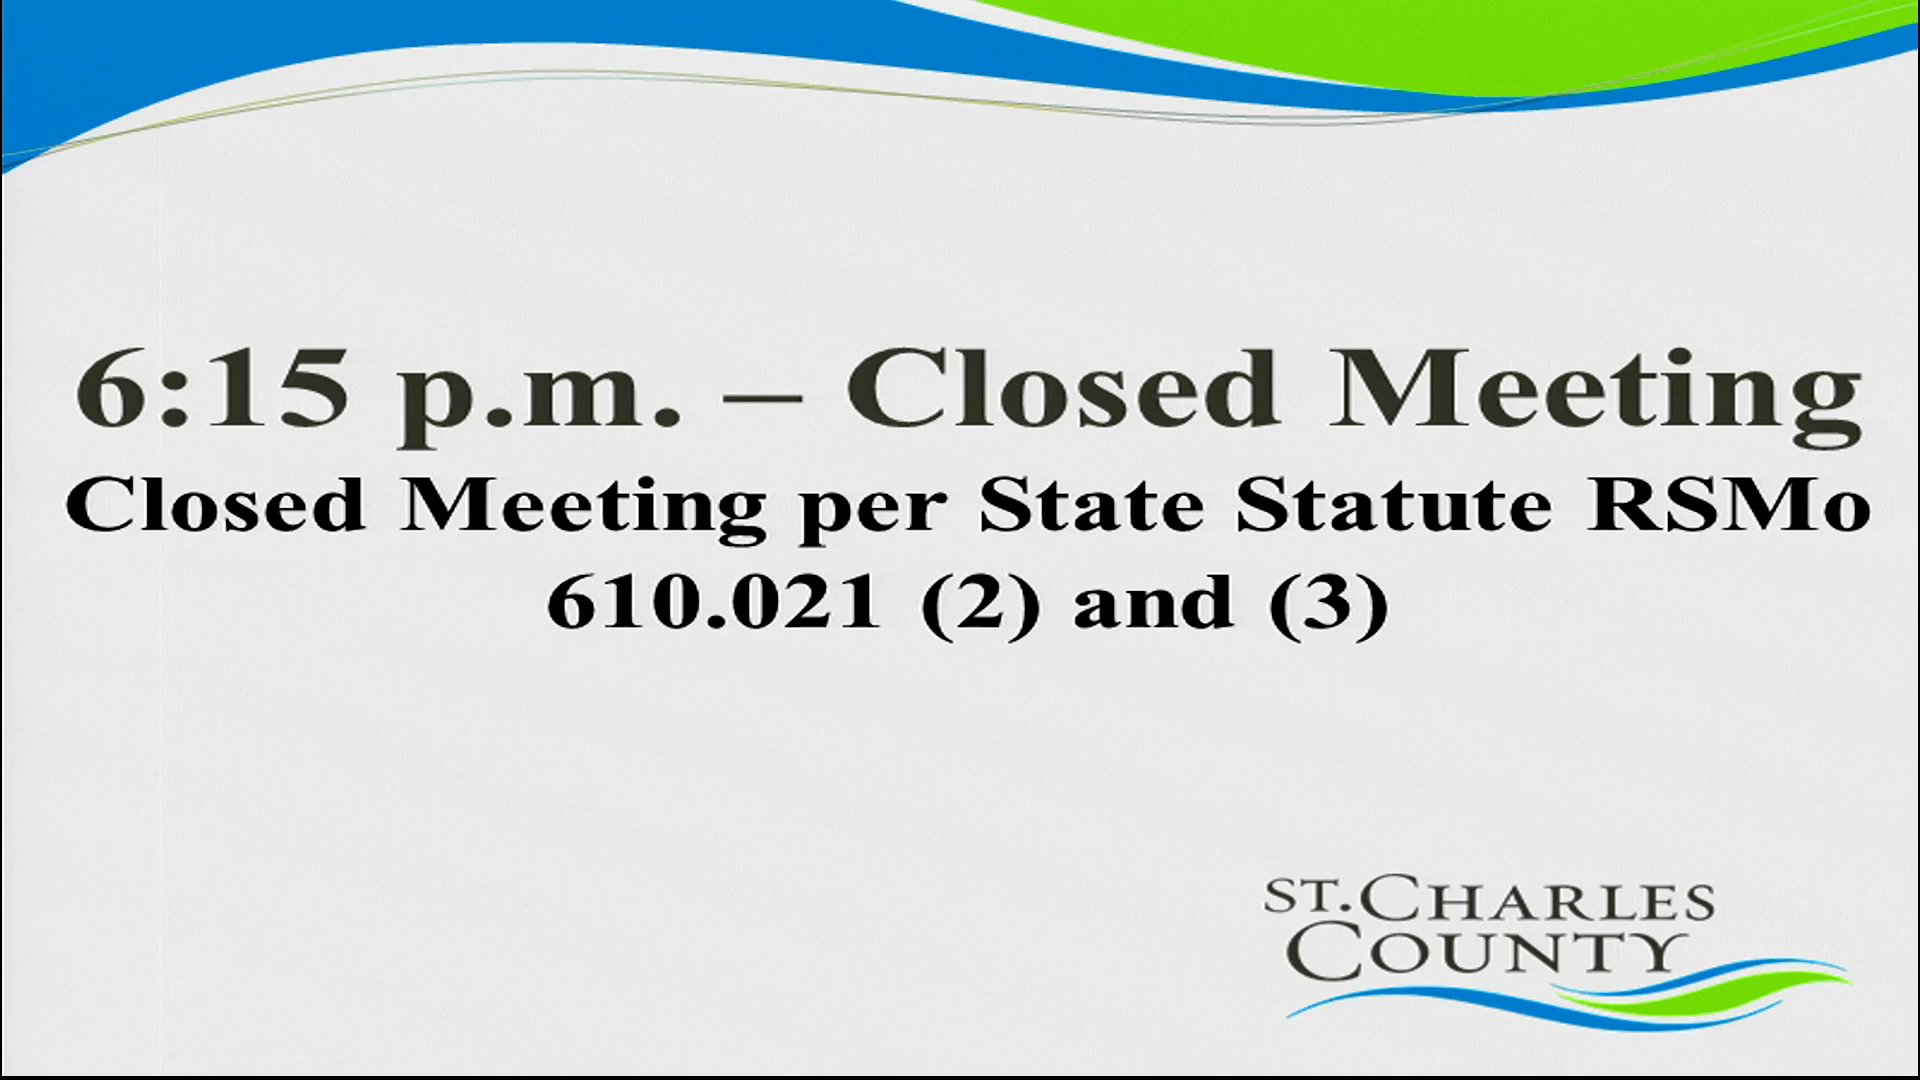 6:15 p.m. – Closed Meeting
Closed Meeting per State Statute RSMo
610.021 (2) and (3)
ST. CHARLES
COUNTY